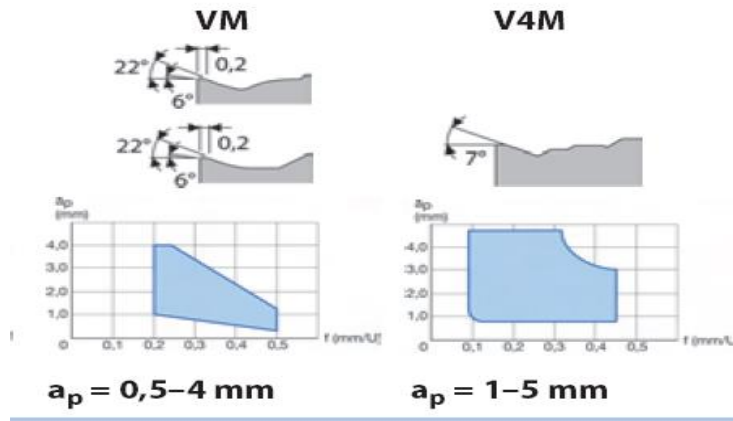 VM
22°
0,2
6°
22°
0,2
6°
ap
(mm)
4,0
3,0
2,0
1,0
0
0,1
0,2
0,3
0,4
0,5
f (mm/U)
ap = 0,5–4 mm
V4M
7°
ap
(mm)
4,0
3,0
2,0
1,0
0
0,1
0,2
0,3
0,4
0,5
f (mm/U)
ap = 1–5 mm